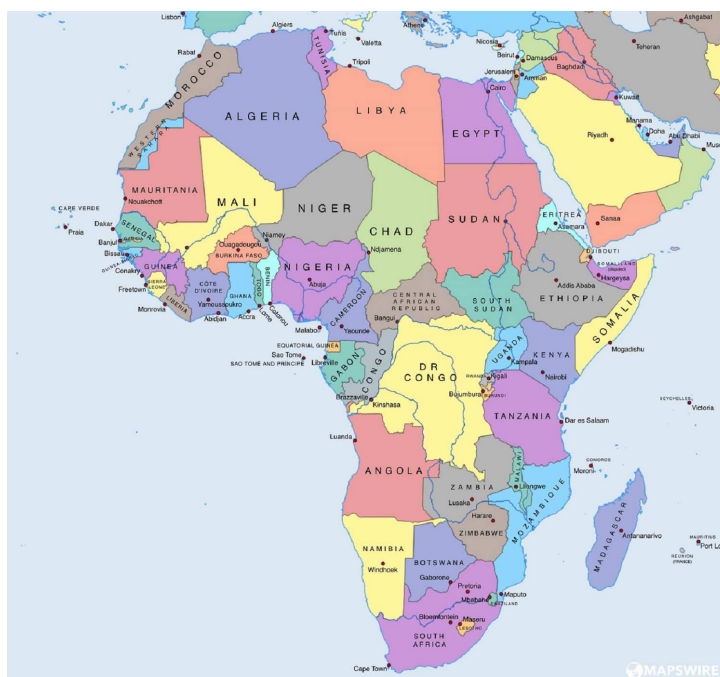 Lisbon
Algiers
Tunis
Athens
Ashgabat
Rabat
Valetta
Nicosia
Teheran
TUNISIA
Tripoli
Beirut
Damascus
Baghdad
MOROCCO
Jerusalem
Amman
Cairo
Kuwait
WESTERN SAHARA
ALGERIA
LIBYA
EGYPT
Manama
Doha
Riyadh
Abu Dhabi
MAURITANIA
Nouakchott
MALI
NIGER
CHAD
SUDAN
ERITREA
Asmara
Sanaa
CAPE VERDE
Praia
Dakar
SENEGAL
Banjul
Bissau
Niamey
Ouagadougou
BURKINA FASO
Ndjamena
DJIBOUTI
SOMALILAND
Hargeysa
GUINEA
Conakry
Freetown
SIERRA LEONE
LIBERIA
Monrovia
CÔTE D'IVOIRE
Yamoussoukro
Abidjan
GHANA
Accra
TOGO
Lome
BENIN
Cotonou
NIGERIA
Abuja
CAMEROON
Malabo
Yaounde
CENTRAL AFRICAN REPUBLIC
Bangui
SOUTH SUDAN
Addis Ababa
ETHIOPIA
SOMALIA
Mogadishu
EQUATORIAL GUINEA
Sao Tome
SAO TOME AND PRINCIPE
Libreville
GABON
CONGO
Brazzaville
Kinshasa
DR CONGO
UGANDA
Kampala
KENYA
Nairobi
RWANDA
Kigali
Bujumbura
BURUNDI
TANZANIA
Dar es Salaam
SEYCHELLES
Victoria
Luanda
ANGOLA
ZAMBIA
Lusaka
MALAWI
Lilongwe
COMOROS
Moroni
MOZAMBIQUE
Harare
ZIMBABWE
MADAGASCAR
Antananarivo
MAURITIUS
Port Lo
REUNION
(FRANCE)
NAMIBIA
Windhoek
BOTSWANA
Gaborone
Pretoria
Mbabane
Maputo
Bloemfontein
Maseru
LESOTHO
SOUTH AFRICA
Cape Town
MAPSWIRE